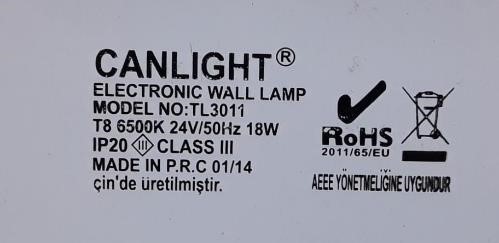 CANLIGHT®
ELECTRONIC WALL LAMP
MODEL NO:TL3011
T8 6500K 24V/50Hz 18W
IP20 III CLASS III
MADE IN P.R.C 01/14
çin'de üretilmiştir.
RoHS
2011/65/EU
AEEE YÖNETMELİĞİNE UYGUNDUR